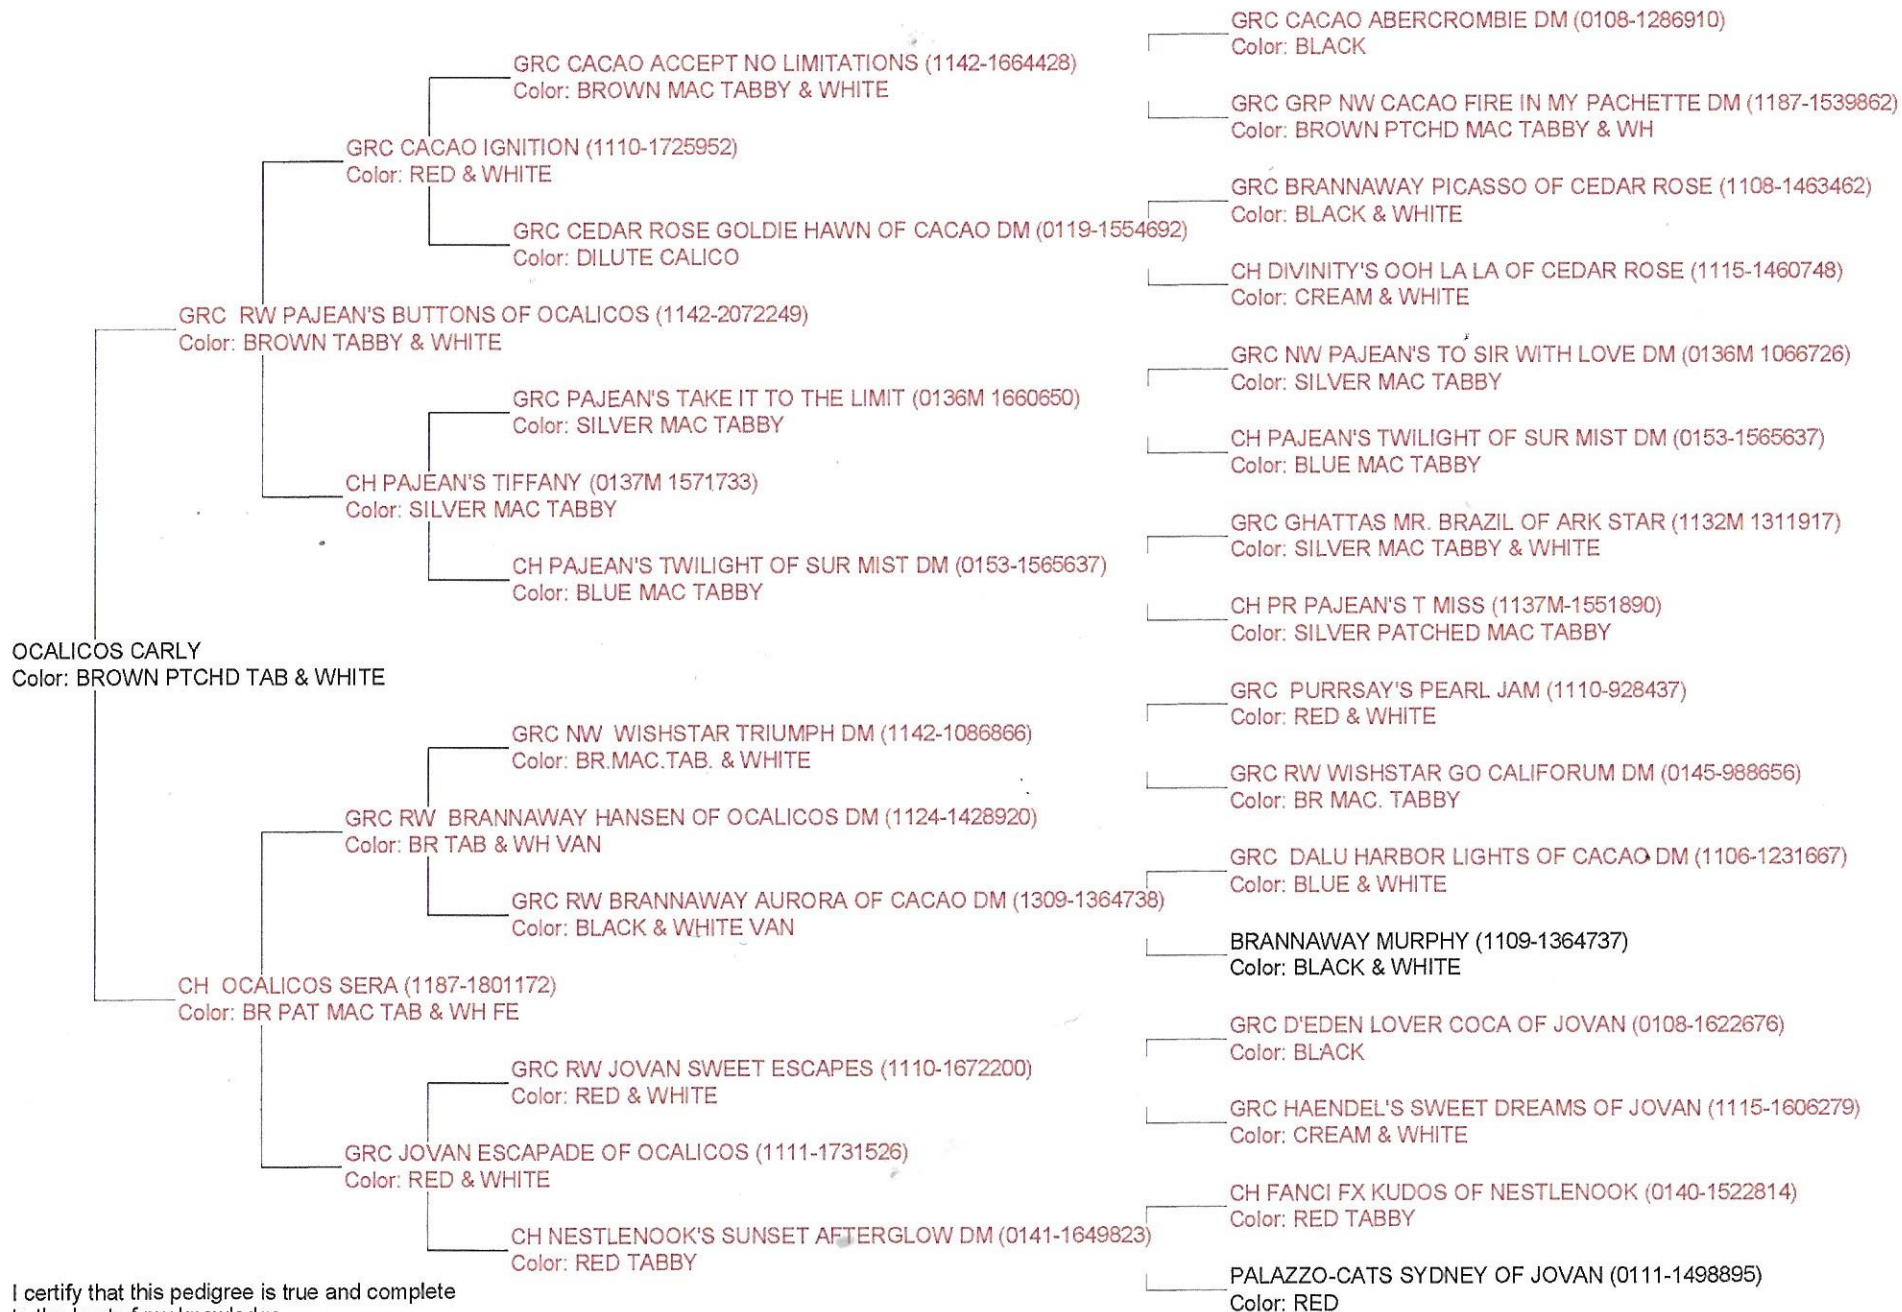 GRC CACAO ABERCROMBIE DM (0108-1286910)
Color: BLACK
GRC CACAO ACCEPT NO LIMITATIONS (1142-1664428)
Color: BROWN MAC TABBY & WHITE
GRC GRP NW CACAO FIRE IN MY PACHETTE DM (1187-1539862)
Color: BROWN PTCHD MAC TABBY & WH
GRC CACAO IGNITION (1110-1725952)
Color: RED & WHITE
GRC BRANNAWAY PICASSO OF CEDAR ROSE (1108-1463462)
Color: BLACK & WHITE
GRC CEDAR ROSE GOLDIE HAWN OF CACAO DM (0119-1554692)
Color: DILUTE CALICO
CH DIVINITY'S OOH LA LA OF CEDAR ROSE (1115-1460748)
Color: CREAM & WHITE
GRC RW PAJEAN'S BUTTONS OF OCALICOS (1142-2072249)
Color: BROWN TABBY & WHITE
GRC NW PAJEAN'S TO SIR WITH LOVE DM (0136M 1066726)
Color: SILVER MAC TABBY
GRC PAJEAN'S TAKE IT TO THE LIMIT (0136M 1660650)
Color: SILVER MAC TABBY
CH PAJEAN'S TWILIGHT OF SUR MIST DM (0153-1565637)
Color: BLUE MAC TABBY
CH PAJEAN'S TIFFANY (0137M 1571733)
Color: SILVER MAC TABBY
GRC GHATTAS MR. BRAZIL OF ARK STAR (1132M 1311917)
Color: SILVER MAC TABBY & WHITE
CH PAJEAN'S TWILIGHT OF SUR MIST DM (0153-1565637)
Color: BLUE MAC TABBY
CH PR PAJEAN'S T MISS (1137M-1551890)
Color: SILVER PATCHED MAC TABBY
OCALICOS CARLY
Color: BROWN PTCHD TAB & WHITE
GRC PURRSAY'S PEARL JAM (1110-928437)
Color: RED & WHITE
GRC NW WISHSTAR TRIUMPH DM (1142-1086866)
Color: BR.MAC.TAB. & WHITE
GRC RW WISHSTAR GO CALIFORUM DM (0145-988656)
Color: BR MAC. TABBY
GRC RW BRANNAWAY HANSEN OF OCALICOS DM (1124-1428920)
Color: BR TAB & WH VAN
GRC DALU HARBOR LIGHTS OF CACAO DM (1106-1231667)
Color: BLUE & WHITE
GRC RW BRANNAWAY AURORA OF CACAO DM (1309-1364738)
Color: BLACK & WHITE VAN
BRANNAWAY MURPHY (1109-1364737)
Color: BLACK & WHITE
CH OCALICOS SERA (1187-1801172)
Color: BR PAT MAC TAB & WH FE
GRC D'EDEN LOVER COCA OF JOVAN (0108-1622676)
Color: BLACK
GRC RW JOVAN SWEET ESCAPES (1110-1672200)
Color: RED & WHITE
GRC HAENDEL'S SWEET DREAMS OF JOVAN (1115-1606279)
Color: CREAM & WHITE
GRC JOVAN ESCAPADE OF OCALICOS (1111-1731526)
Color: RED & WHITE
CH FANCI FX KUDOS OF NESTLENOOK (0140-1522814)
Color: RED TABBY
CH NESTLENOOK'S SUNSET AFTERGLOW DM (0141-1649823)
Color: RED TABBY
PALAZZO-CATS SYDNEY OF JOVAN (0111-1498895)
Color: RED
I certify that this pedigree is true and complete